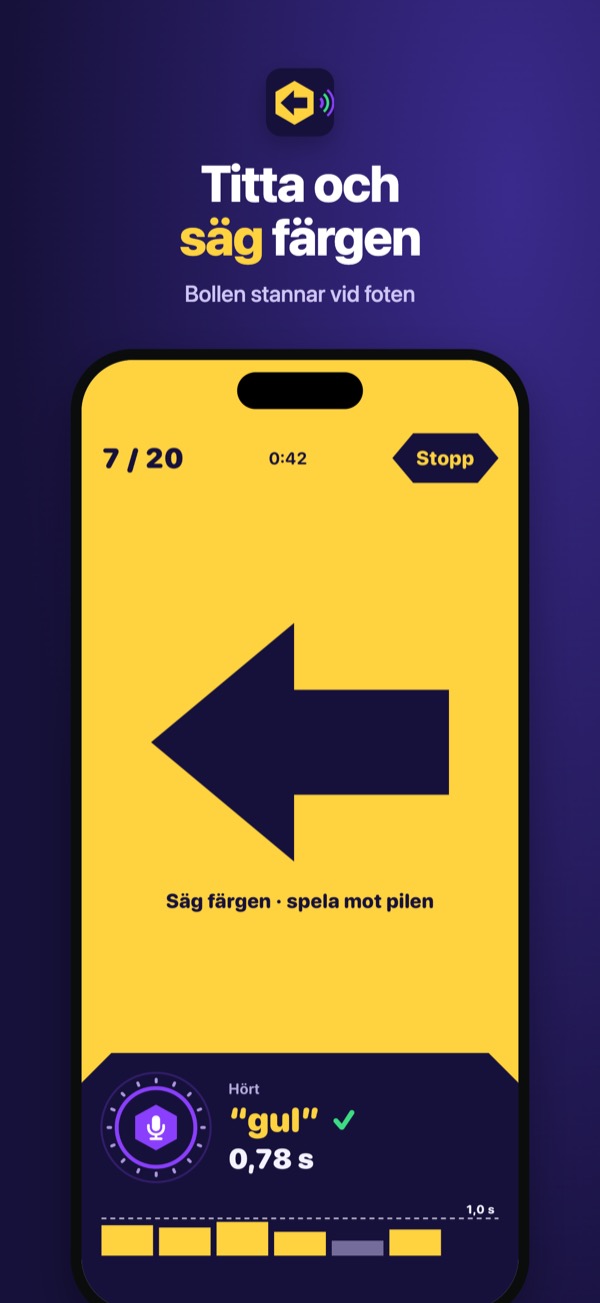 Titta och
säg färgen
Bollen stannar vid foten
7 / 20
0:42
Stopp
Säg färgen · spela mot pilen
Hört
“gul”
0,78 s
1,0 s